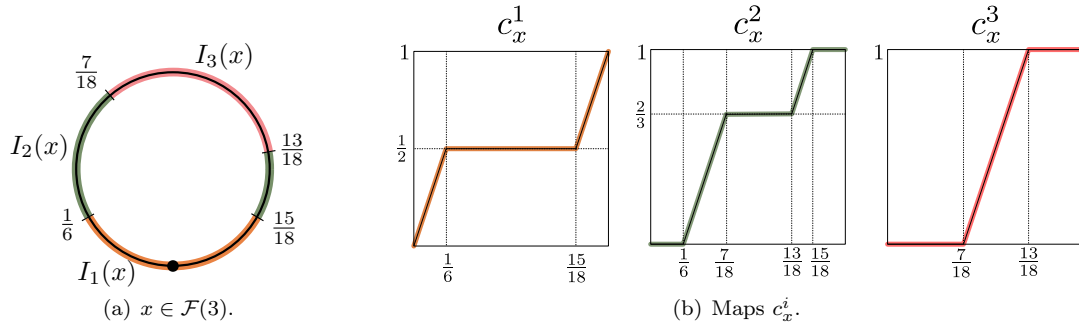 I_3(x)
7/18
I_2(x)
13/18
1/6
15/18
I_1(x)
(a) x ∈ F(3).
c_x^1
c_x^2
c_x^3
1
1
1
2/3
1/2
1/6
15/18
1/6
7/18
13/18
15/18
7/18
13/18
(b) Maps c_x^i.